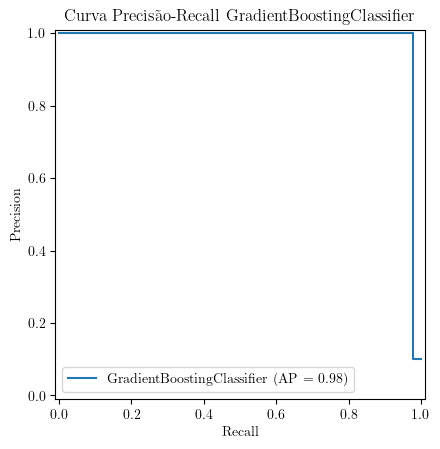 Curva Precisão-Recall GradientBoostingClassifier
1.0
0.8
0.6
0.4
0.2
0.0
Precision
GradientBoostingClassifier (AP = 0.98)
0.0 0.2 0.4 0.6 0.8 1.0
Recall